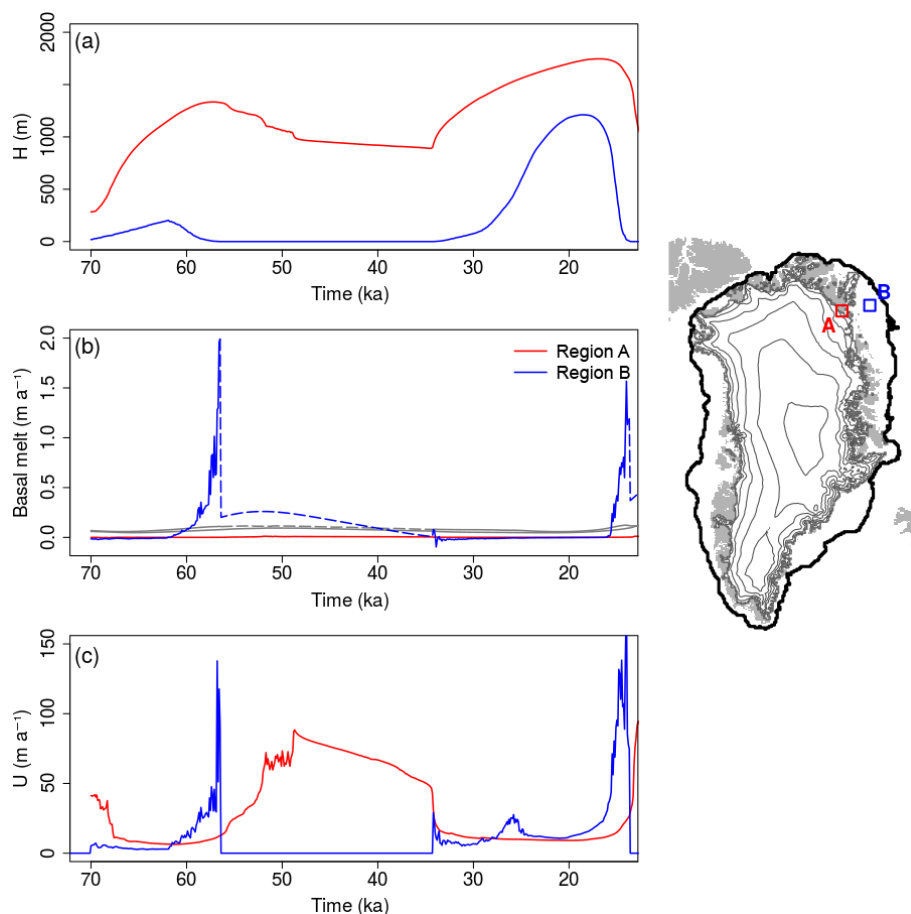 (a)
H (m)
2000
1000
500
0
70 60 50 40 30 20
Time (ka)
(b)
Basal melt (m a⁻¹)
2.0
1.5
1.0
0.5
0.0
Region A
Region B
70 60 50 40 30 20
Time (ka)
(c)
U (m a⁻¹)
150
100
50
0
70 60 50 40 30 20
Time (ka)
B
A